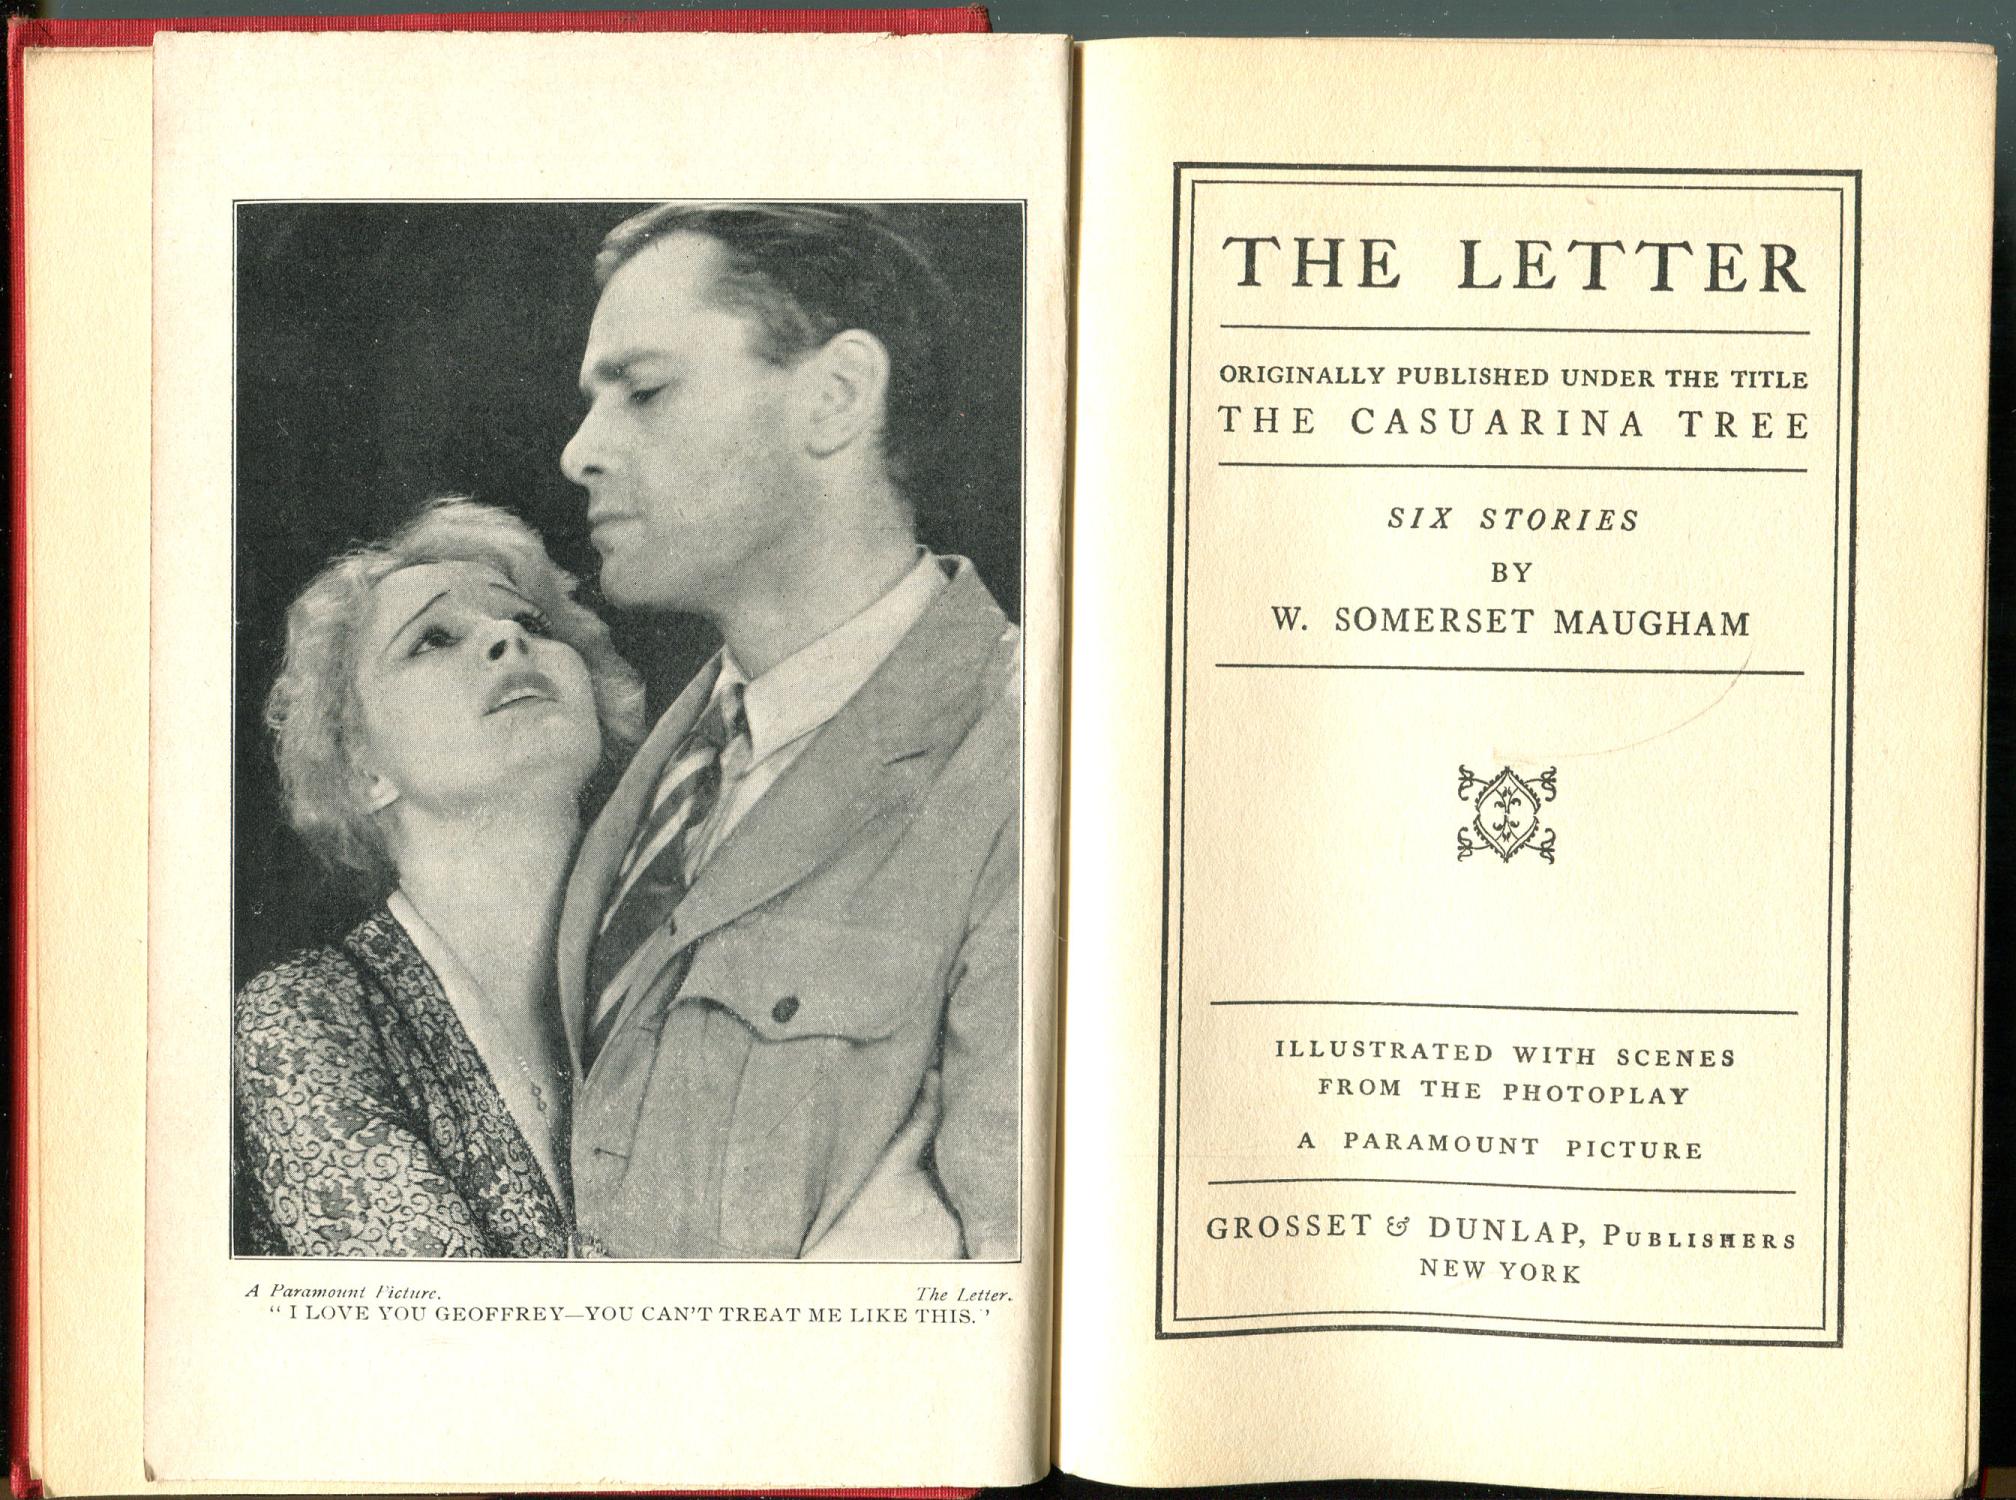 A Paramount Picture. The Letter.
“ I LOVE YOU GEOFFREY—YOU CAN'T TREAT ME LIKE THIS.”
THE LETTER
ORIGINALLY PUBLISHED UNDER THE TITLE
THE CASUARINA TREE
SIX STORIES
BY
W. SOMERSET MAUGHAM
ILLUSTRATED WITH SCENES
FROM THE PHOTOPLAY
A PARAMOUNT PICTURE
GROSSET & DUNLAP, PUBLISHERS
NEW YORK